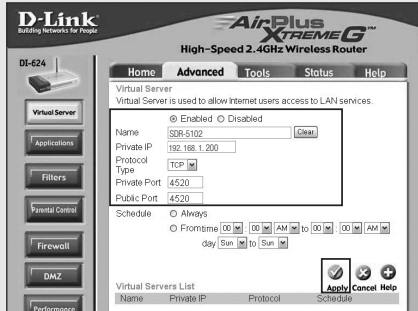 D-Link
Building Networks for People
AirPlus
XTREME G™
High-Speed 2.4GHz Wireless Router
DI-624
Home Advanced Tools Status Help
Virtual Server
Applications
Filters
Parental Control
Firewall
DMZ
Performance
Virtual Server
Virtual Server is used to allow Internet users access to LAN services.
Enabled Disabled
Name SDR-5102 Clear
Private IP 192.168.1.200
Protocol Type TCP
Private Port 4520
Public Port 4520
Schedule Always
From time 00 : 00 AM to 00 : 00 AM
day Sun to Sun
Apply Cancel Help
Virtual Servers List
Name Private IP Protocol Schedule